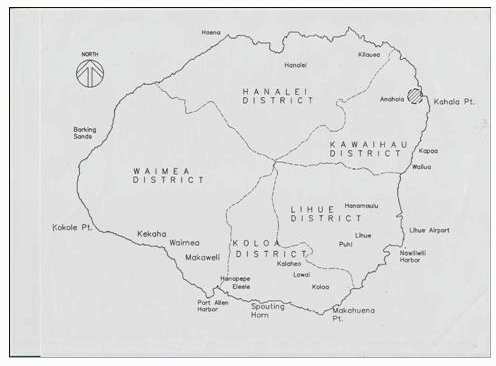 Haena
Kilauea
NORTH
Hanalei
HANALEI
DISTRICT
Anahola
Kahala Pt.
Barking
Sands
KAWAIHAU
DISTRICT
Kapaa
Wailua
WAIMEA
DISTRICT
Hanamaulu
LIHUE
DISTRICT
Kokole Pt.
Kekaha
Lihue
Lihue Airport
Waimea
KOLOA
DISTRICT
Puhi
Makaweli
Nawiliwili
Harbor
Kalaheo
Lawai
Hanapepe
Eleele
Koloa
Port Allen
Harbor
Spouting
Horn
Makahuena
Pt.